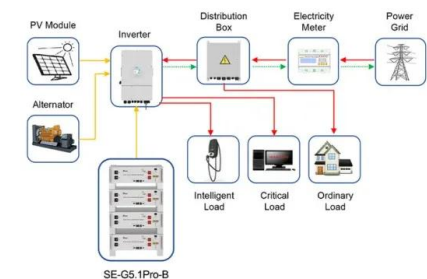 PV Module
Inverter
Distribution
Box
Electricity
Meter
Power
Grid
Alternator
Intelligent
Load
Critical
Load
Ordinary
Load
SE-G5.1Pro-B